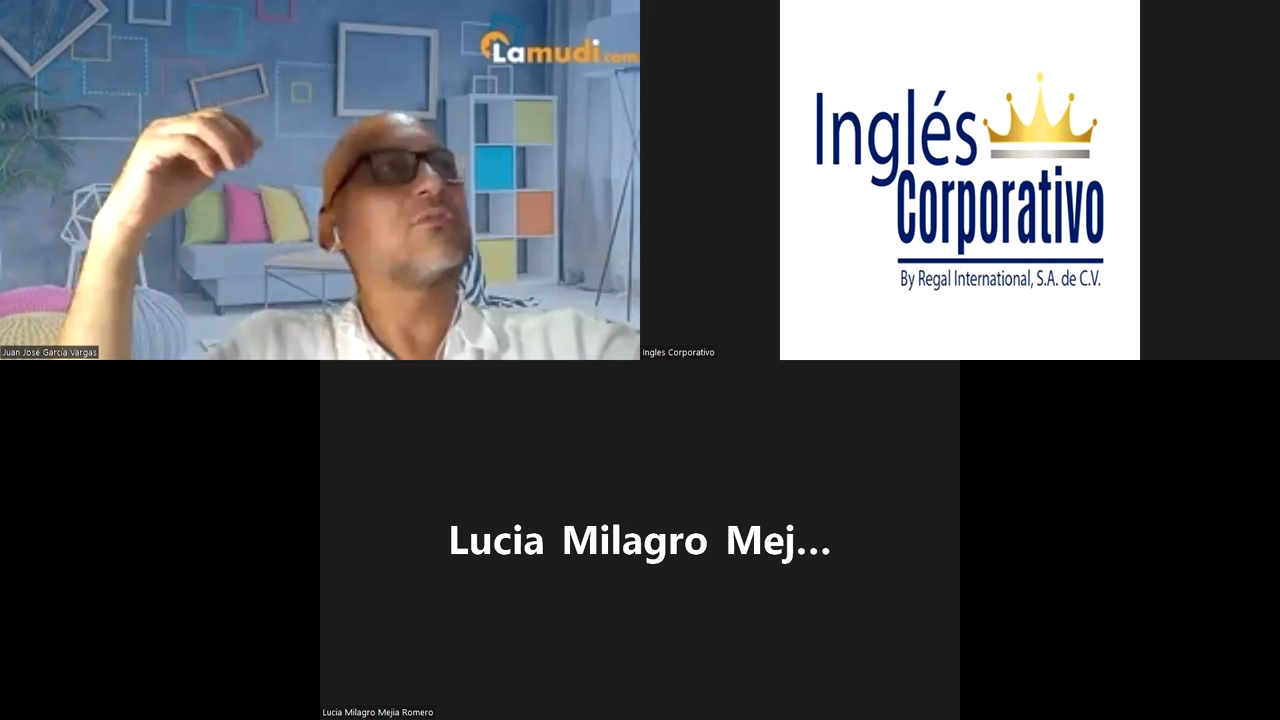 Lamudi.com
Juan José García Vargas
Inglés
Corporativo
By Regal International, S.A. de C.V.
Ingles Corporativo
Lucia Milagro Mej...
Lucia Milagro Mejia Romero